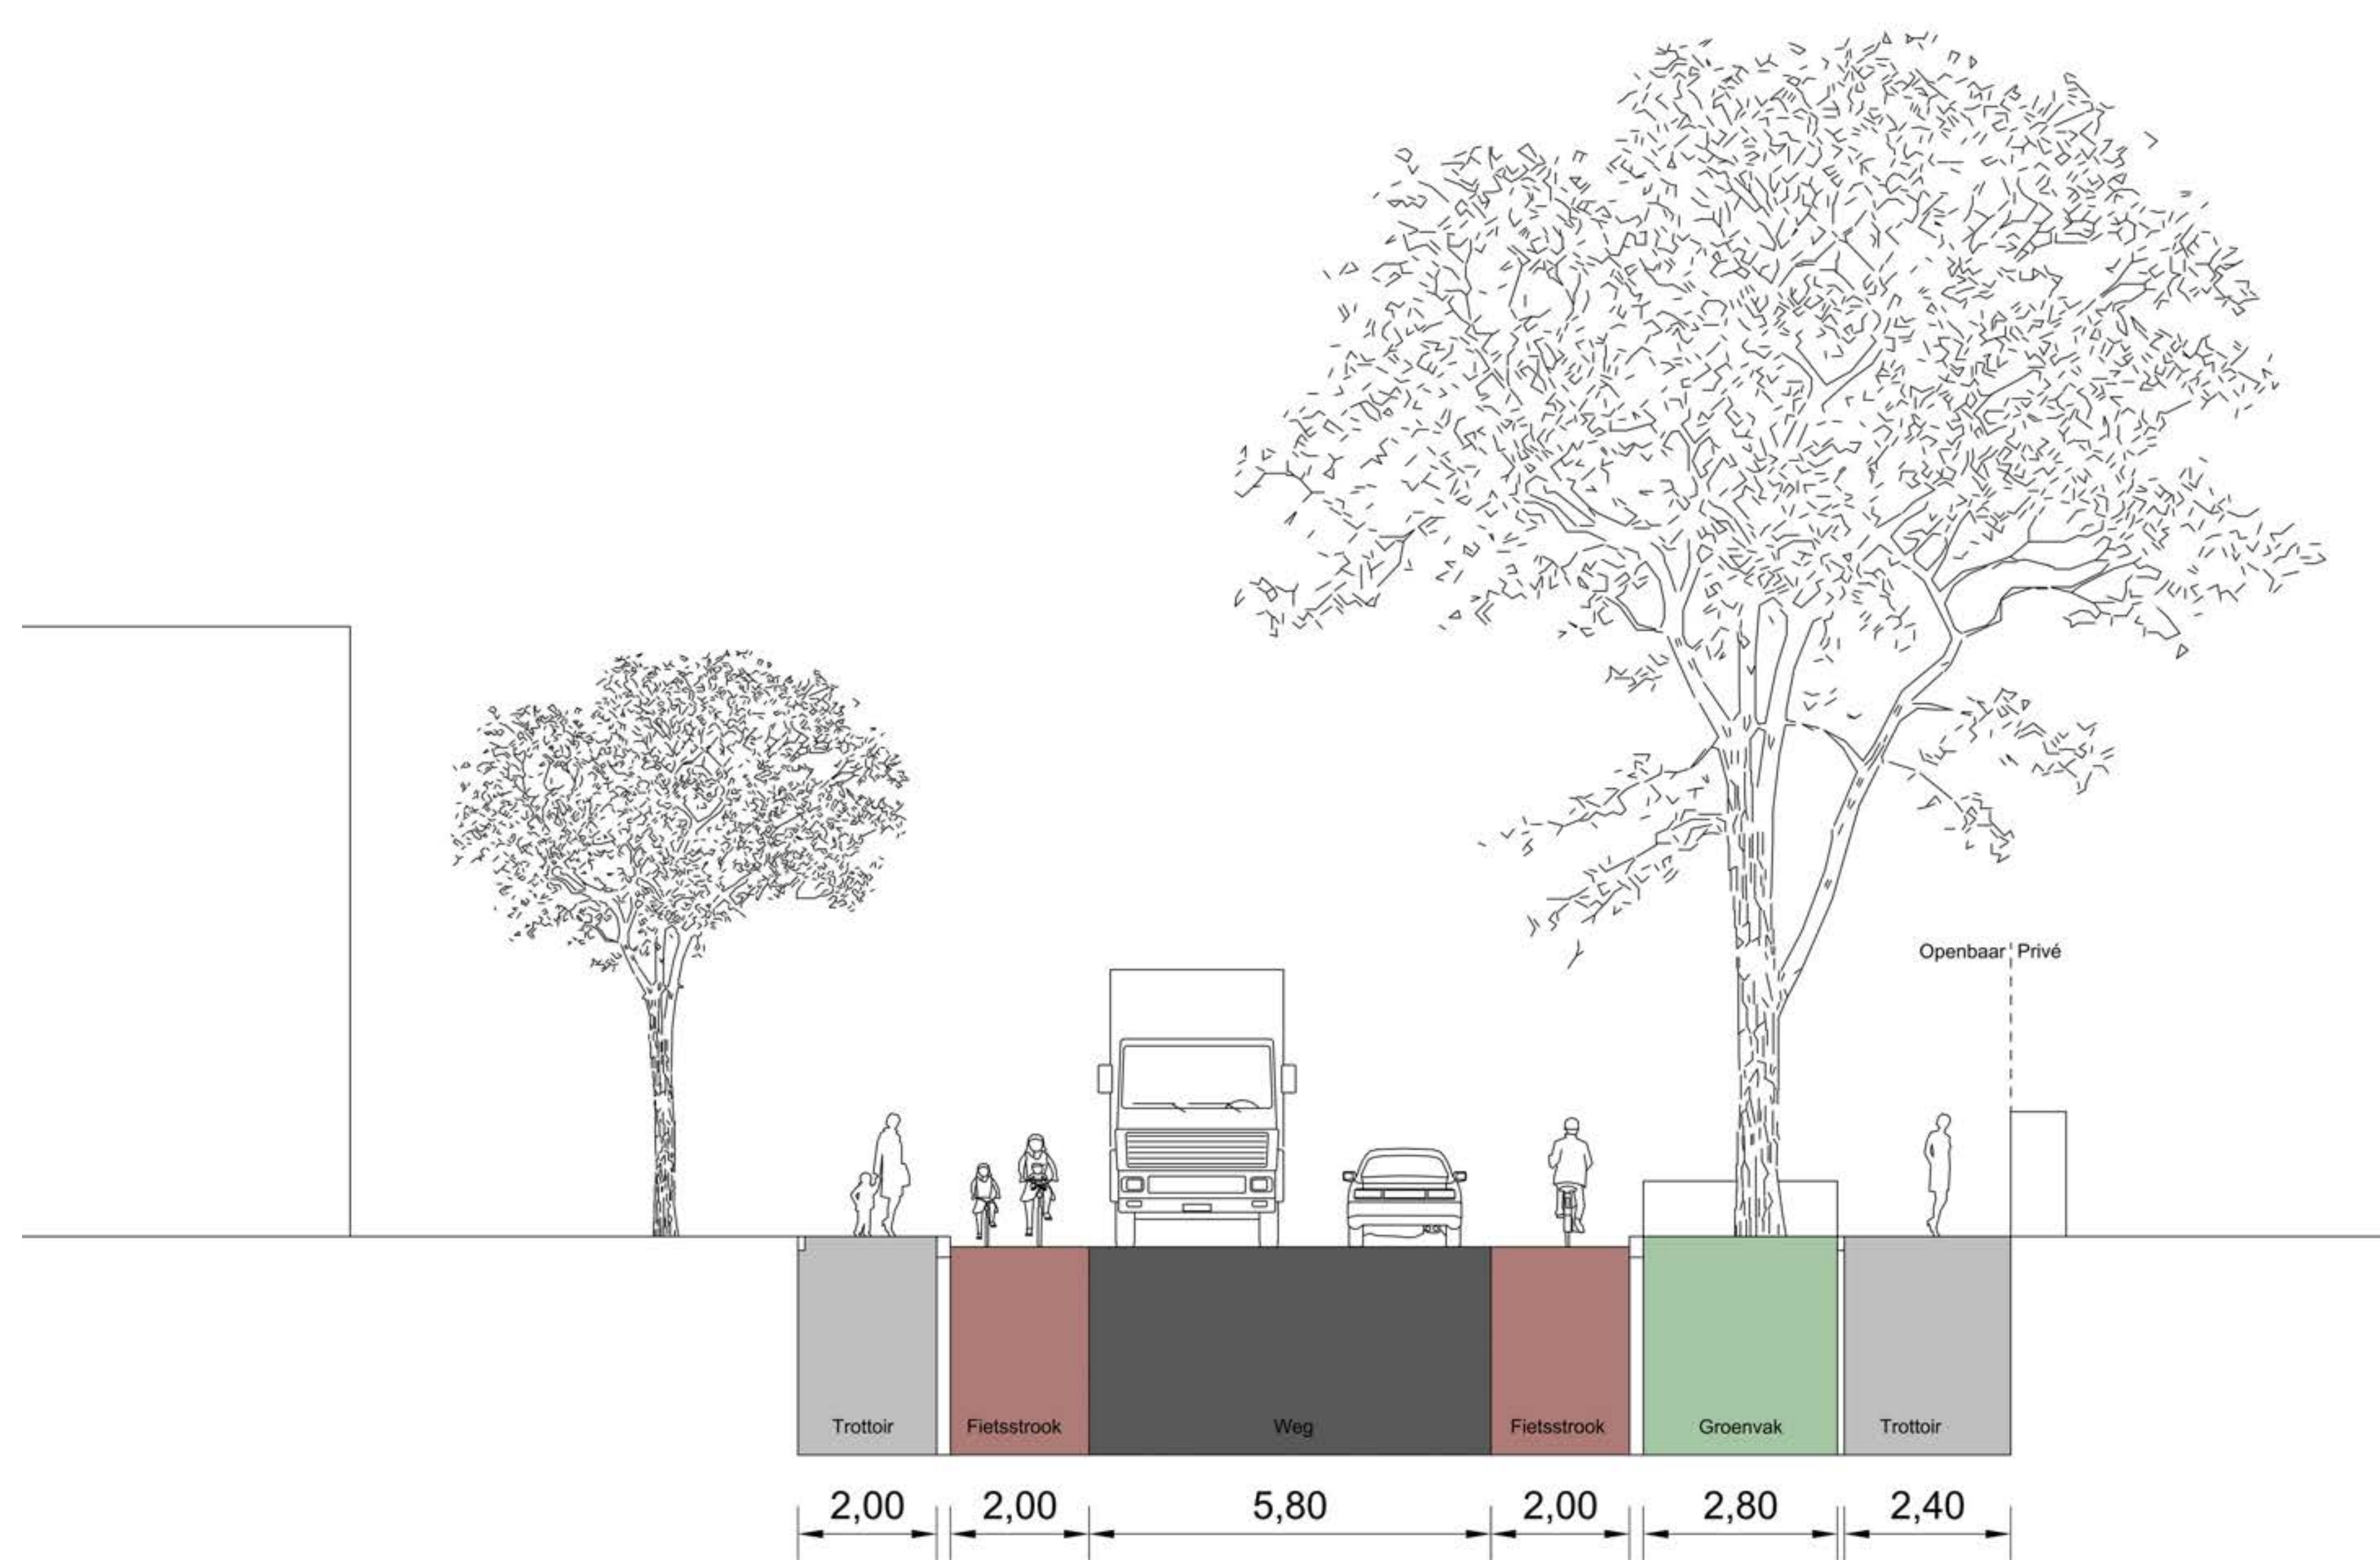 Openbaar Privé
Trottoir Fietsstrook Weg Fietsstrook Groenvak Trottoir
2,00 2,00 5,80 2,00 2,80 2,40